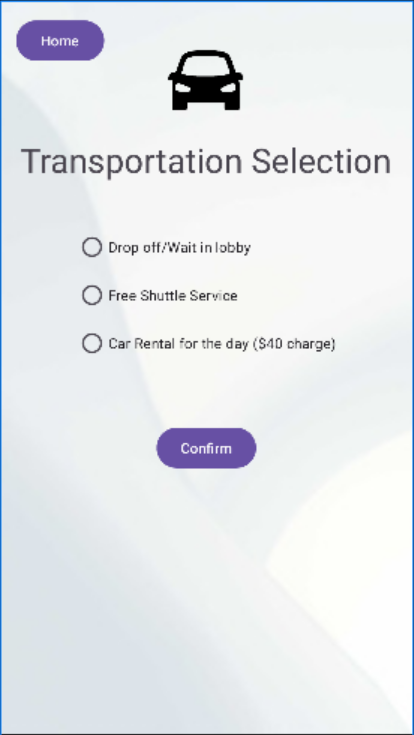 Home
Transportation Selection
Drop off/Wait in lobby
Free Shuttle Service
Car Rental for the day ($40 charge)
Confirm